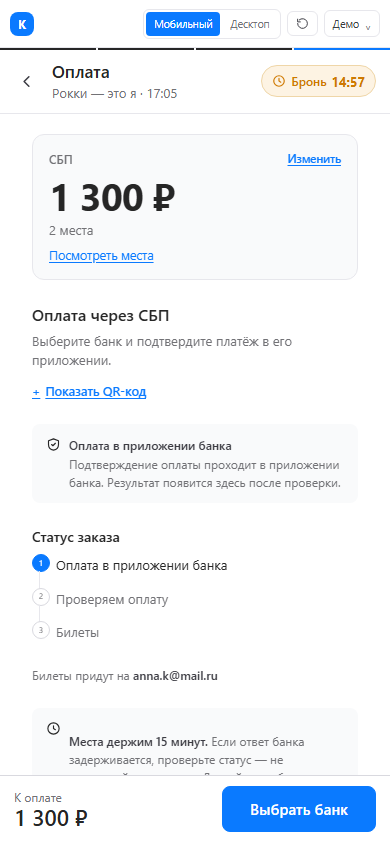 K
Мобильный Десктоп
Демо
Оплата
Рокки — это я · 17:05
Бронь 14:57
СБП
Изменить
1 300 ₽
2 места
Посмотреть места
Оплата через СБП
Выберите банк и подтвердите платёж в его
приложении.
+ Показать QR-код
Оплата в приложении банка
Подтверждение оплаты проходит в приложении
банка. Результат появится здесь после проверки.
Статус заказа
1 Оплата в приложении банка
2 Проверяем оплату
3 Билеты
Билеты придут на anna.k@mail.ru
Места держим 15 минут. Если ответ банка
задерживается, проверьте статус — не
К оплате
1 300 ₽
Выбрать банк